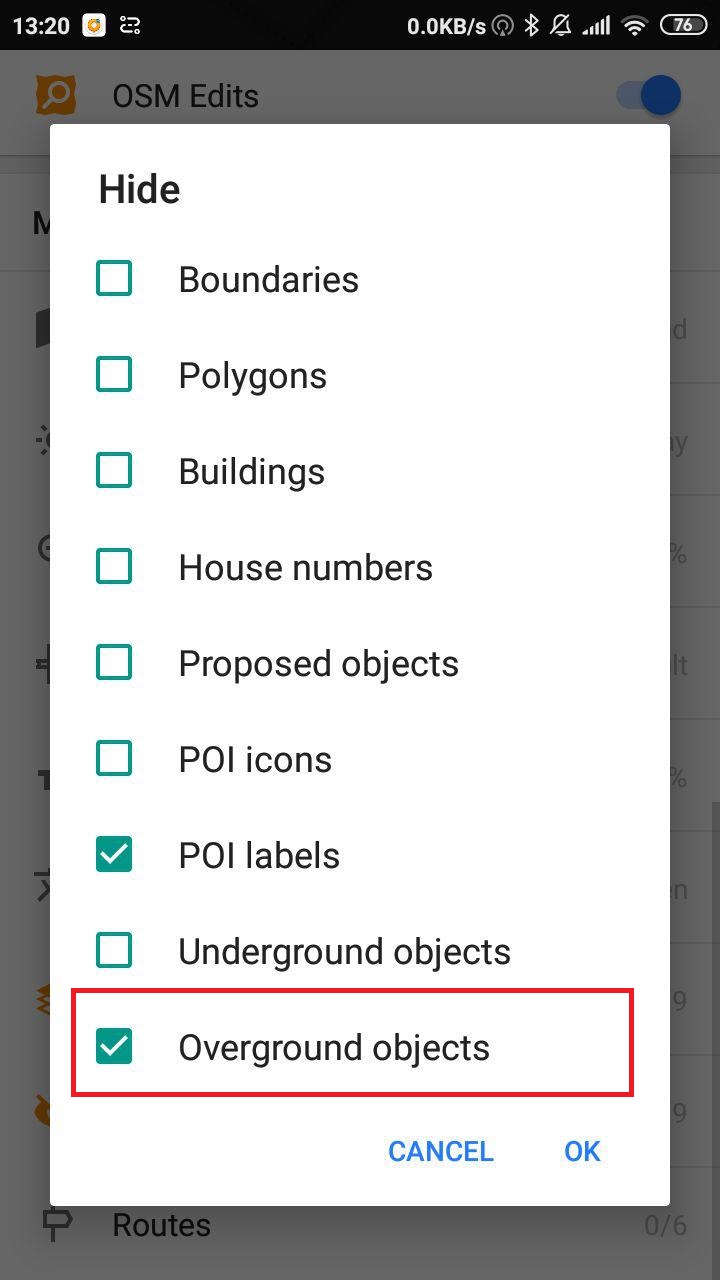 13:20
0.0KB/s
76
OSM Edits
Hide
Boundaries
Polygons
Buildings
House numbers
Proposed objects
POI icons
POI labels
Underground objects
Overground objects
CANCEL
OK
Routes
0/6